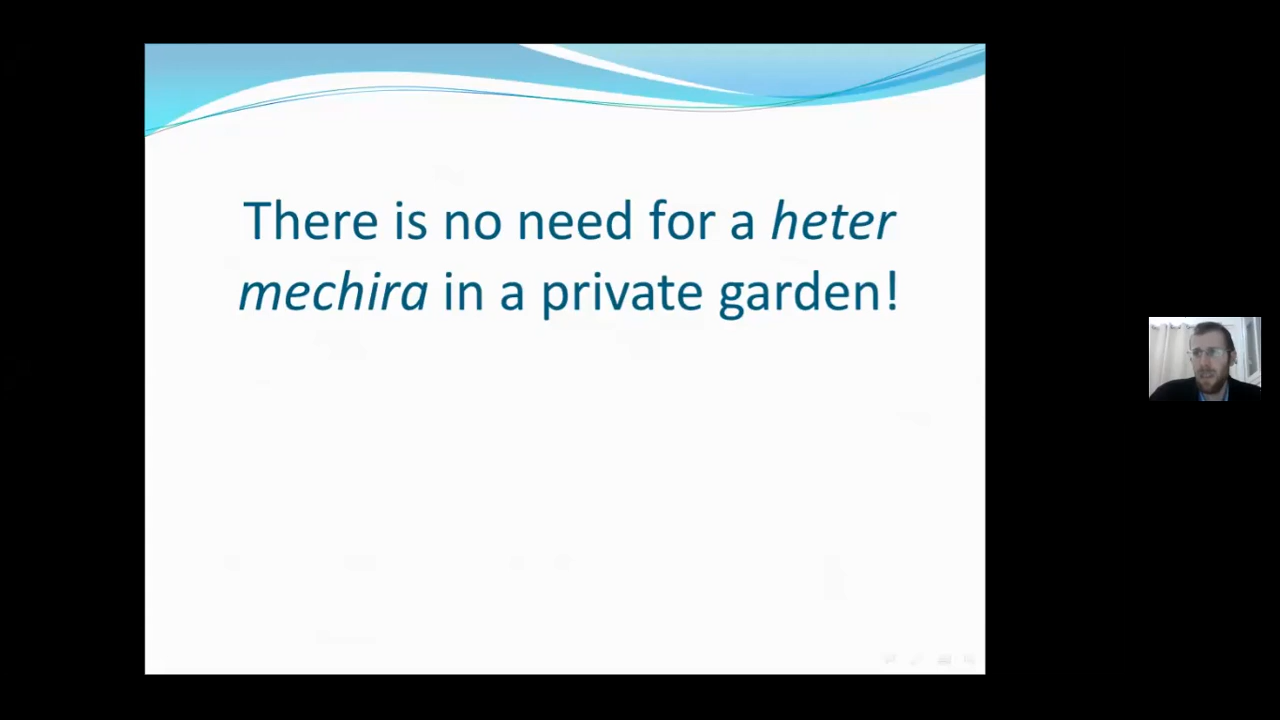 There is no need for a heter
mechira in a private garden!